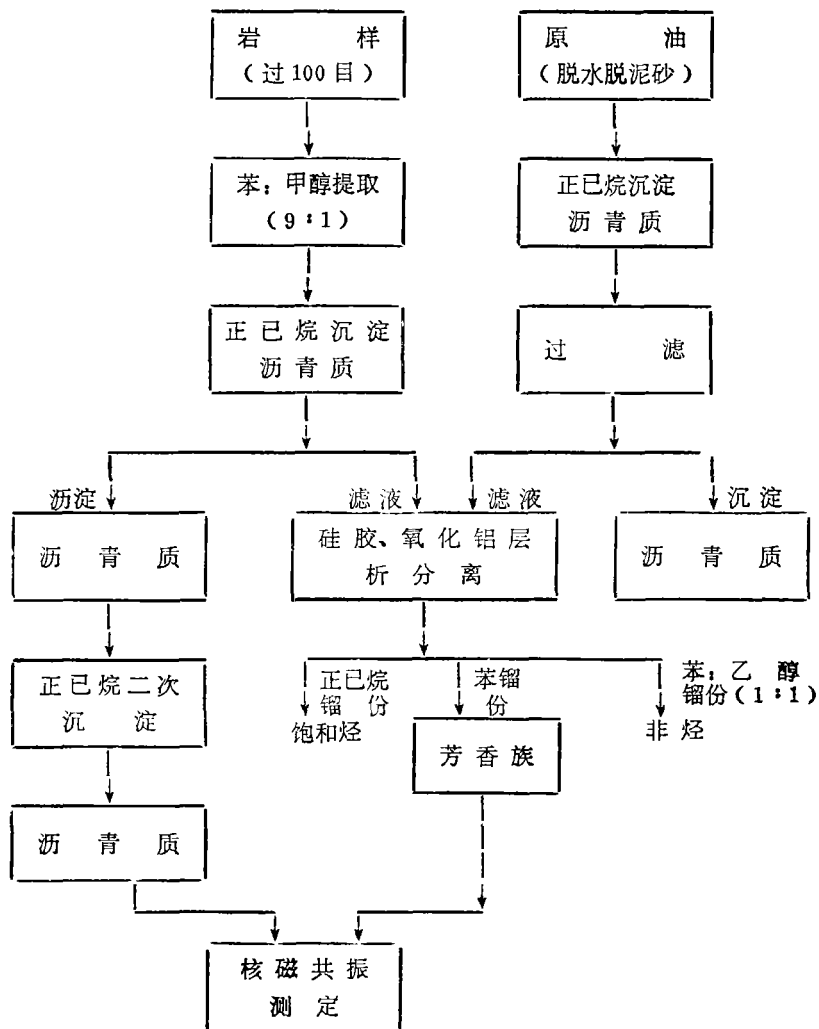 岩 样
（过100目）
原 油
（脱水脱泥砂）
苯：甲醇提取
（9：1）
正已烷沉淀
沥青质
正已烷沉淀
沥青质
过 滤
沥淀
滤液
滤液
沉淀
沥青质
硅胶、氧化铝层
析分离
沥青质
正已烷二次
沉淀
正已烷
镏份
饱和烃
苯镏
份
芳香族
苯：乙醇
镏份（1：1）
非烃
沥青质
核磁共振
测定